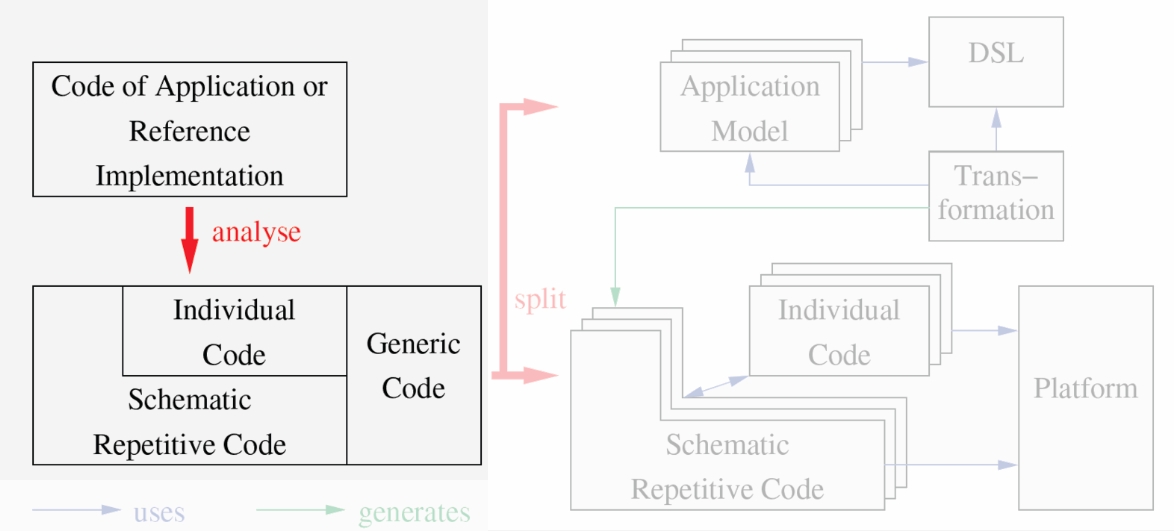 Code of Application or
Reference
Implementation
analyse
Individual
Code
Generic
Code
Schematic
Repetitive Code
split
Application
Model
DSL
Trans–
formation
Individual
Code
Platform
Schematic
Repetitive Code
uses
generates